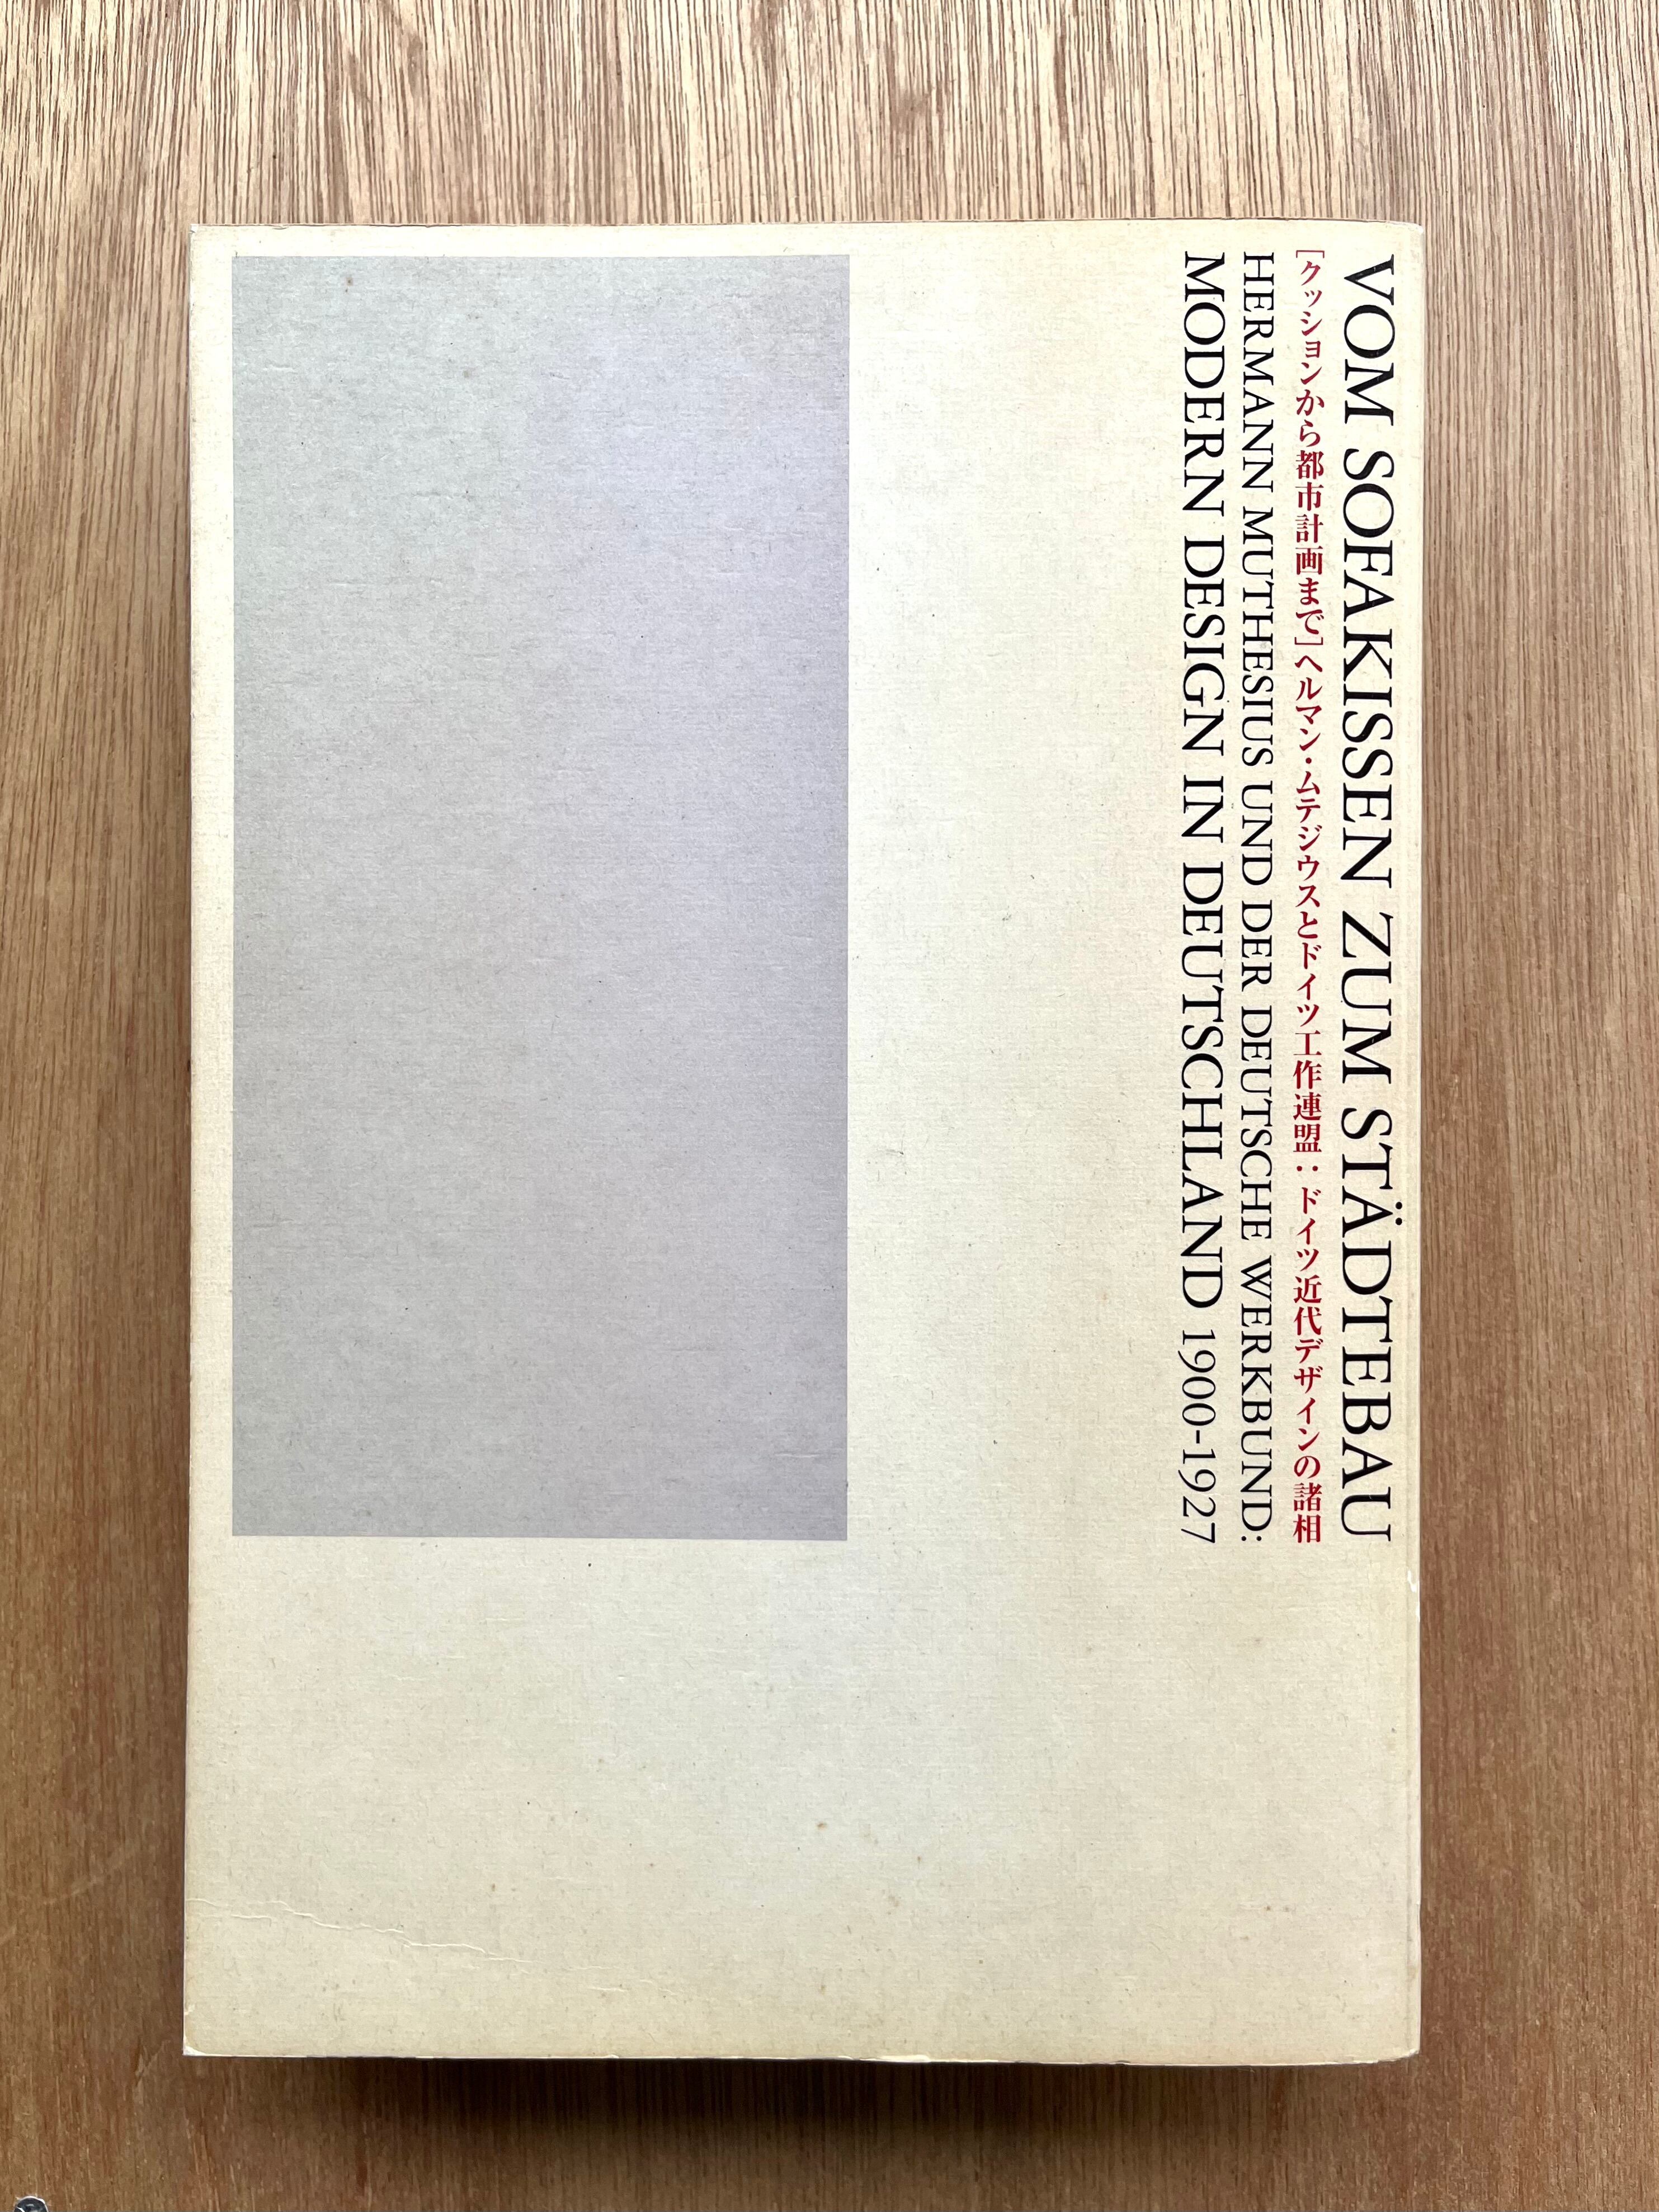 VOM SOFAKISSEN ZUM STÄDTEBAU
[クッションから都市計画まで]ヘルマン・ムテジウスとドイツ工作連盟:ドイツ近代デザインの諸相
HERMANN MUTHESIUS UND DER DEUTSCHE WERKBUND:
MODERN DESIGN IN DEUTSCHLAND 1900-1927